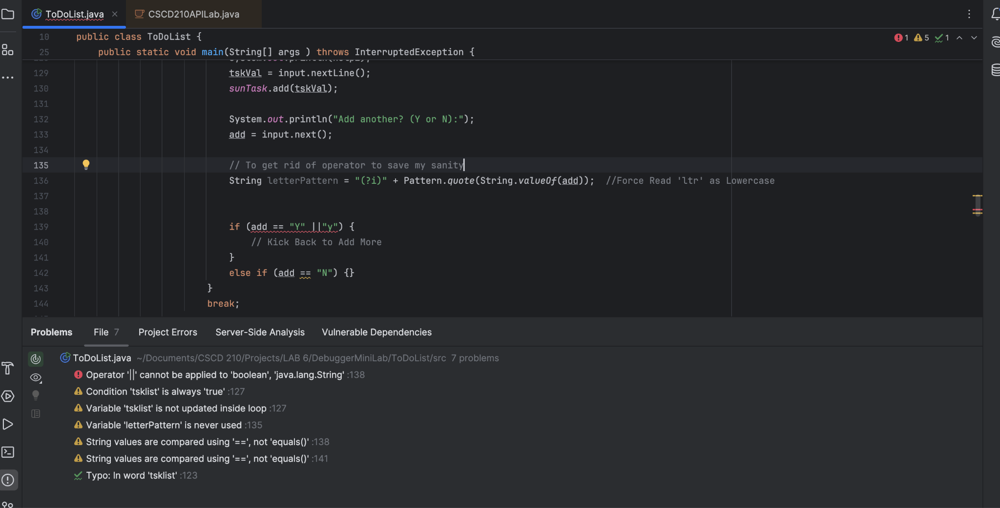 ToDoList.java
CSCD210APILab.java
10 public class ToDoList {
1 5 1
25 public static void main(String[] args ) throws InterruptedException {
129 tskVal = input.nextLine();
130 sunTask.add(tskVal);
131
132 System.out.println("Add another? (Y or N):");
133 add = input.next();
134
135 // To get rid of operator to save my sanity
136 String letterPattern = "(?i)" + Pattern.quote(String.valueOf(add)); //Force Read 'ltr' as Lowercase
137
138
139 if (add == "Y" ||"y") {
140 // Kick Back to Add More
141 }
142 else if (add == "N") {}
143 }
144 break;
Problems File 7 Project Errors Server-Side Analysis Vulnerable Dependencies
ToDoList.java ~/Documents/CSCD 210/Projects/LAB 6/DebuggerMiniLab/ToDoList/src 7 problems
Operator '||' cannot be applied to 'boolean', 'java.lang.String' :138
Condition 'tsklist' is always 'true' :127
Variable 'tsklist' is not updated inside loop :127
Variable 'letterPattern' is never used :135
String values are compared using '==', not 'equals()' :138
String values are compared using '==', not 'equals()' :141
Typo: In word 'tsklist' :123